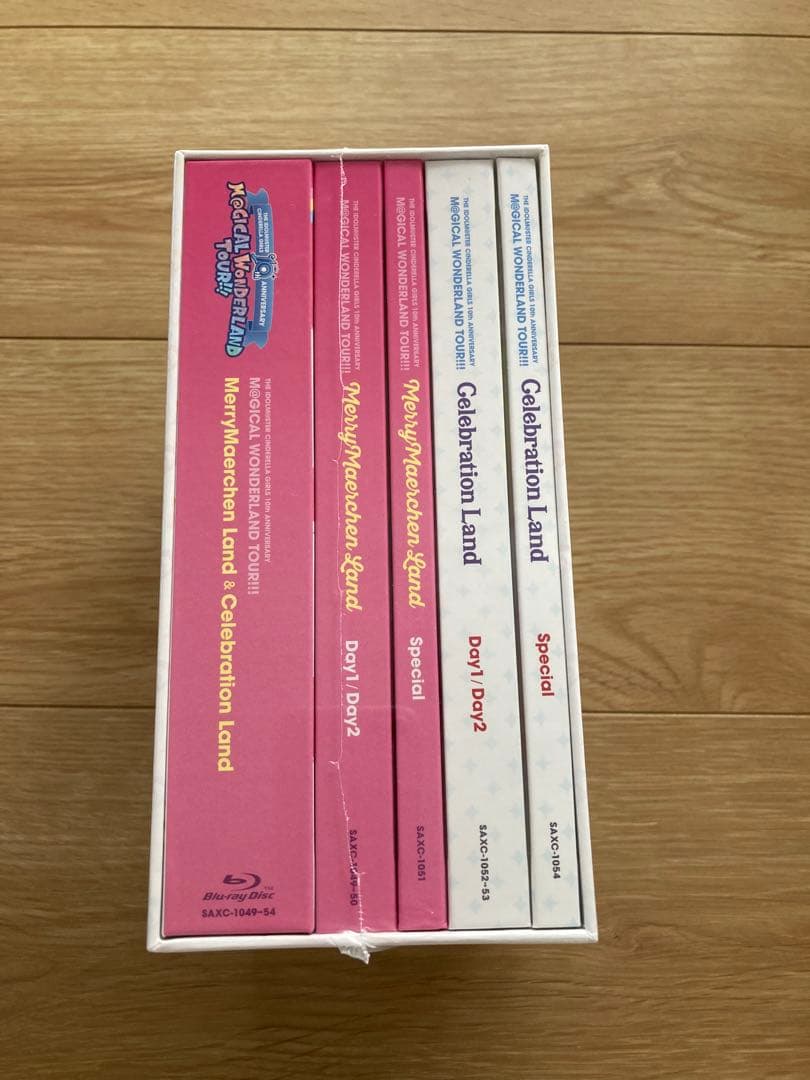 THE IDOLM@STER
CINDERELLA GIRLS
10th ANNIVERSARY
M@GICAL WONDERLAND
TOUR!!!
THE IDOLM@STER CINDERELLA GIRLS 10th ANNIVERSARY
M@GICAL WONDERLAND TOUR!!!
MerryMaerchen Land & Celebration Land
Blu-ray Disc™
SAXC-1049~54
THE IDOLM@STER CINDERELLA GIRLS 10th ANNIVERSARY
M@GICAL WONDERLAND TOUR!!!
MerryMaerchen Land
Day1/Day2
SAXC-1049~50
THE IDOLM@STER CINDERELLA GIRLS 10th ANNIVERSARY
M@GICAL WONDERLAND TOUR!!!
MerryMaerchen Land
Special
SAXC-1051
THE IDOLM@STER CINDERELLA GIRLS 10th ANNIVERSARY
M@GICAL WONDERLAND TOUR!!!
Celebration Land
Day1/Day2
SAXC-1052~53
THE IDOLM@STER CINDERELLA GIRLS 10th ANNIVERSARY
M@GICAL WONDERLAND TOUR!!!
Celebration Land
Special
SAXC-1054